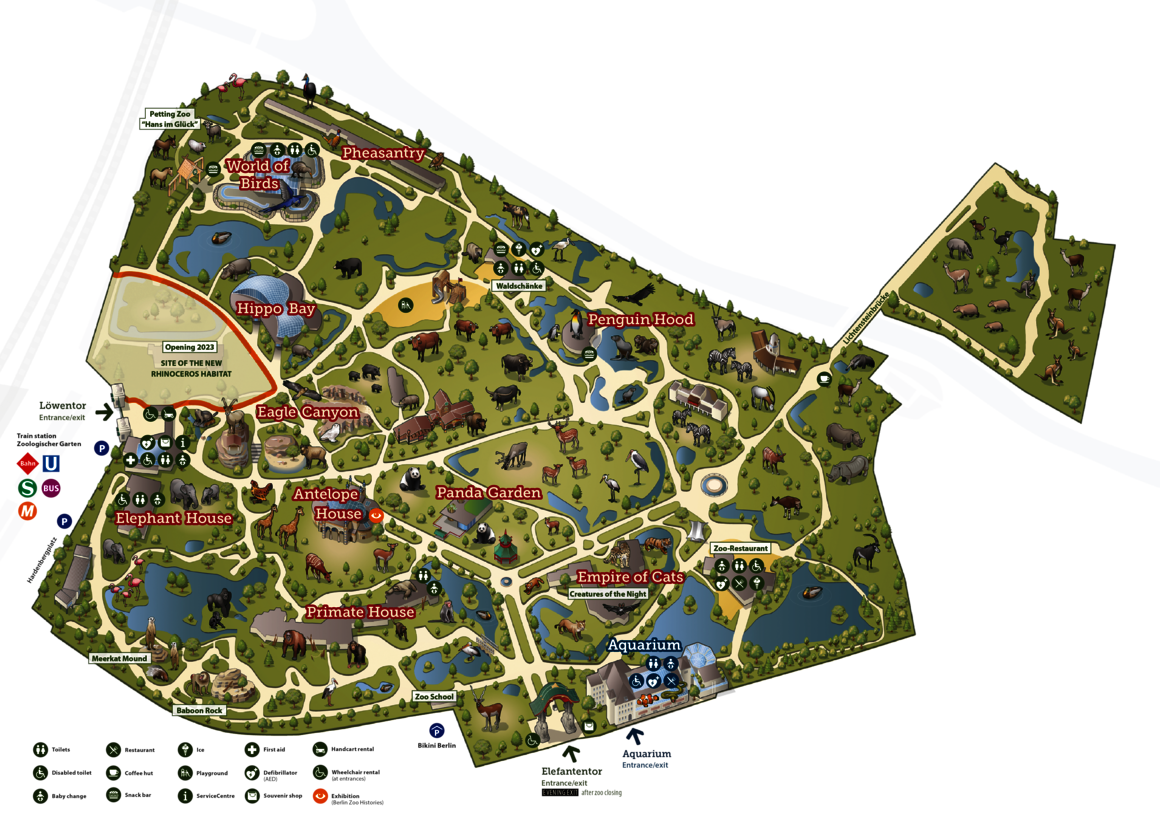 Petting Zoo
"Hans im Glück"
World of
Birds
Pheasantry
Waldschänke
Hippo Bay
Penguin Hood
Lichtensteinbrücke
Opening 2023
SITE OF THE NEW
RHINOCEROS HABITAT
Löwentor
Entrance/exit
Eagle Canyon
Train station
Zoologischer Garten
P
Bahn
U
S
BUS
M
P
i
Hardenbergplatz
Elephant House
Antelope
House
Panda Garden
Zoo-Restaurant
Empire of Cats
Creatures of the Night
Primate House
Aquarium
Meerkat Mound
Baboon Rock
Zoo School
P
Bikini Berlin
Aquarium
Entrance/exit
Elefantentor
Entrance/exit
EVENING EXIT after zoo closing
Toilets
Restaurant
Ice
First aid
Handcart rental
Disabled toilet
Coffee hut
Playground
Defibrillator
(AED)
Wheelchair rental
(at entrances)
Baby change
Snack bar
i
ServiceCentre
Souvenir shop
Exhibition
(Berlin Zoo Histories)